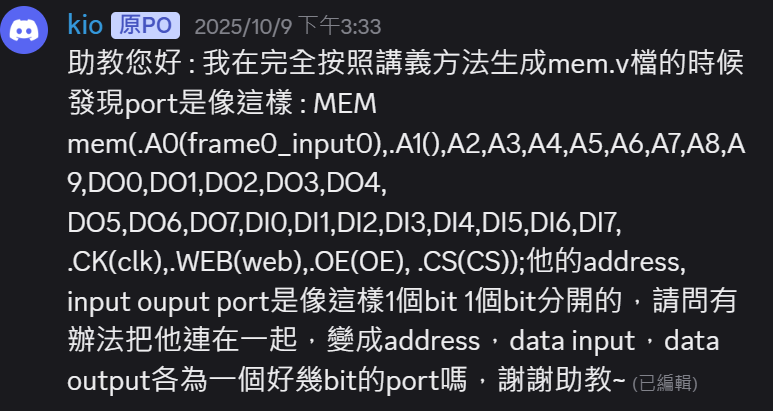 kio 原PO 2025/10/9 下午3:33
助教您好 : 我在完全按照講義方法生成mem.v檔的時候
發現port是像這樣 : MEM
mem(.A0(frame0_input0),.A1(),A2,A3,A4,A5,A6,A7,A8,A
9,DO0,DO1,DO2,DO3,DO4,
DO5,DO6,DO7,DI0,DI1,DI2,DI3,DI4,DI5,DI6,DI7,
.CK(clk),.WEB(web),.OE(OE), .CS(CS));他的address,
input ouput port是像這樣1個bit 1個bit分開的，請問有
辦法把他連在一起，變成address，data input，data
output各為一個好幾bit的port嗎，謝謝助教~ (已編輯)